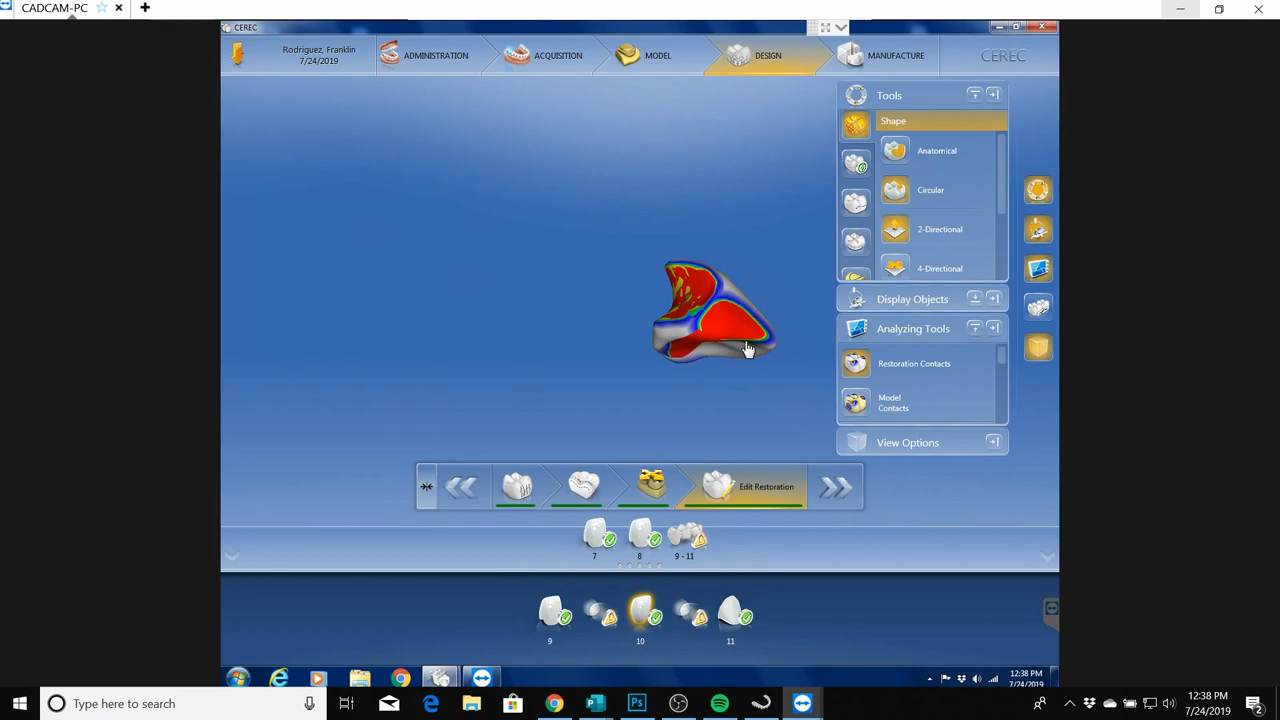 CADCAM-PC
CEREC
Rodriguez, Franklin
7/24/2019
ADMINISTRATION
ACQUISITION
MODEL
DESIGN
MANUFACTURE
CEREC
Tools
Shape
Anatomical
Circular
2-Directional
4-Directional
Display Objects
Analyzing Tools
Restoration Contacts
Model
Contacts
View Options
Edit Restoration
7
8
9 - 11
9
10
11
12:38 PM
7/24/2019
Type here to search
12:38 PM
7/24/2019
2